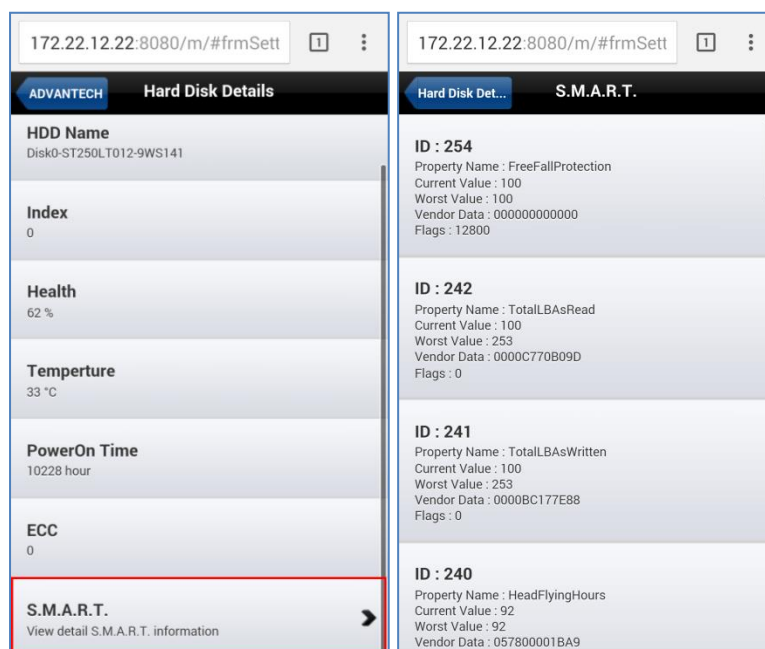 172.22.12.22:8080/m/#frmSett
1
ADVANTECH
Hard Disk Details
HDD Name
Disk0-ST250LT012-9WS141
Index
0
Health
62 %
Temperture
33 °C
PowerOn Time
10228 hour
ECC
0
S.M.A.R.T.
View detail S.M.A.R.T. information
172.22.12.22:8080/m/#frmSett
1
Hard Disk Det...
S.M.A.R.T.
ID : 254
Property Name : FreeFallProtection
Current Value : 100
Worst Value : 100
Vendor Data : 000000000000
Flags : 12800
ID : 242
Property Name : TotalLBAsRead
Current Value : 100
Worst Value : 253
Vendor Data : 0000C770B09D
Flags : 0
ID : 241
Property Name : TotalLBAsWritten
Current Value : 100
Worst Value : 253
Vendor Data : 0000BC177E88
Flags : 0
ID : 240
Property Name : HeadFlyingHours
Current Value : 92
Worst Value : 92
Vendor Data : 057800001BA9